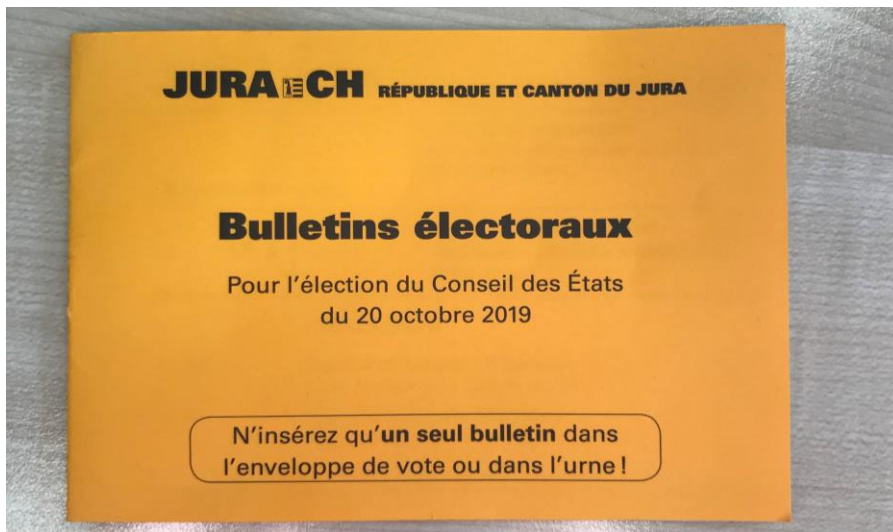 JURA CH RÉPUBLIQUE ET CANTON DU JURA
Bulletins électoraux
Pour l'élection du Conseil des États
du 20 octobre 2019
N'insérez qu'un seul bulletin dans
l'enveloppe de vote ou dans l'urne !